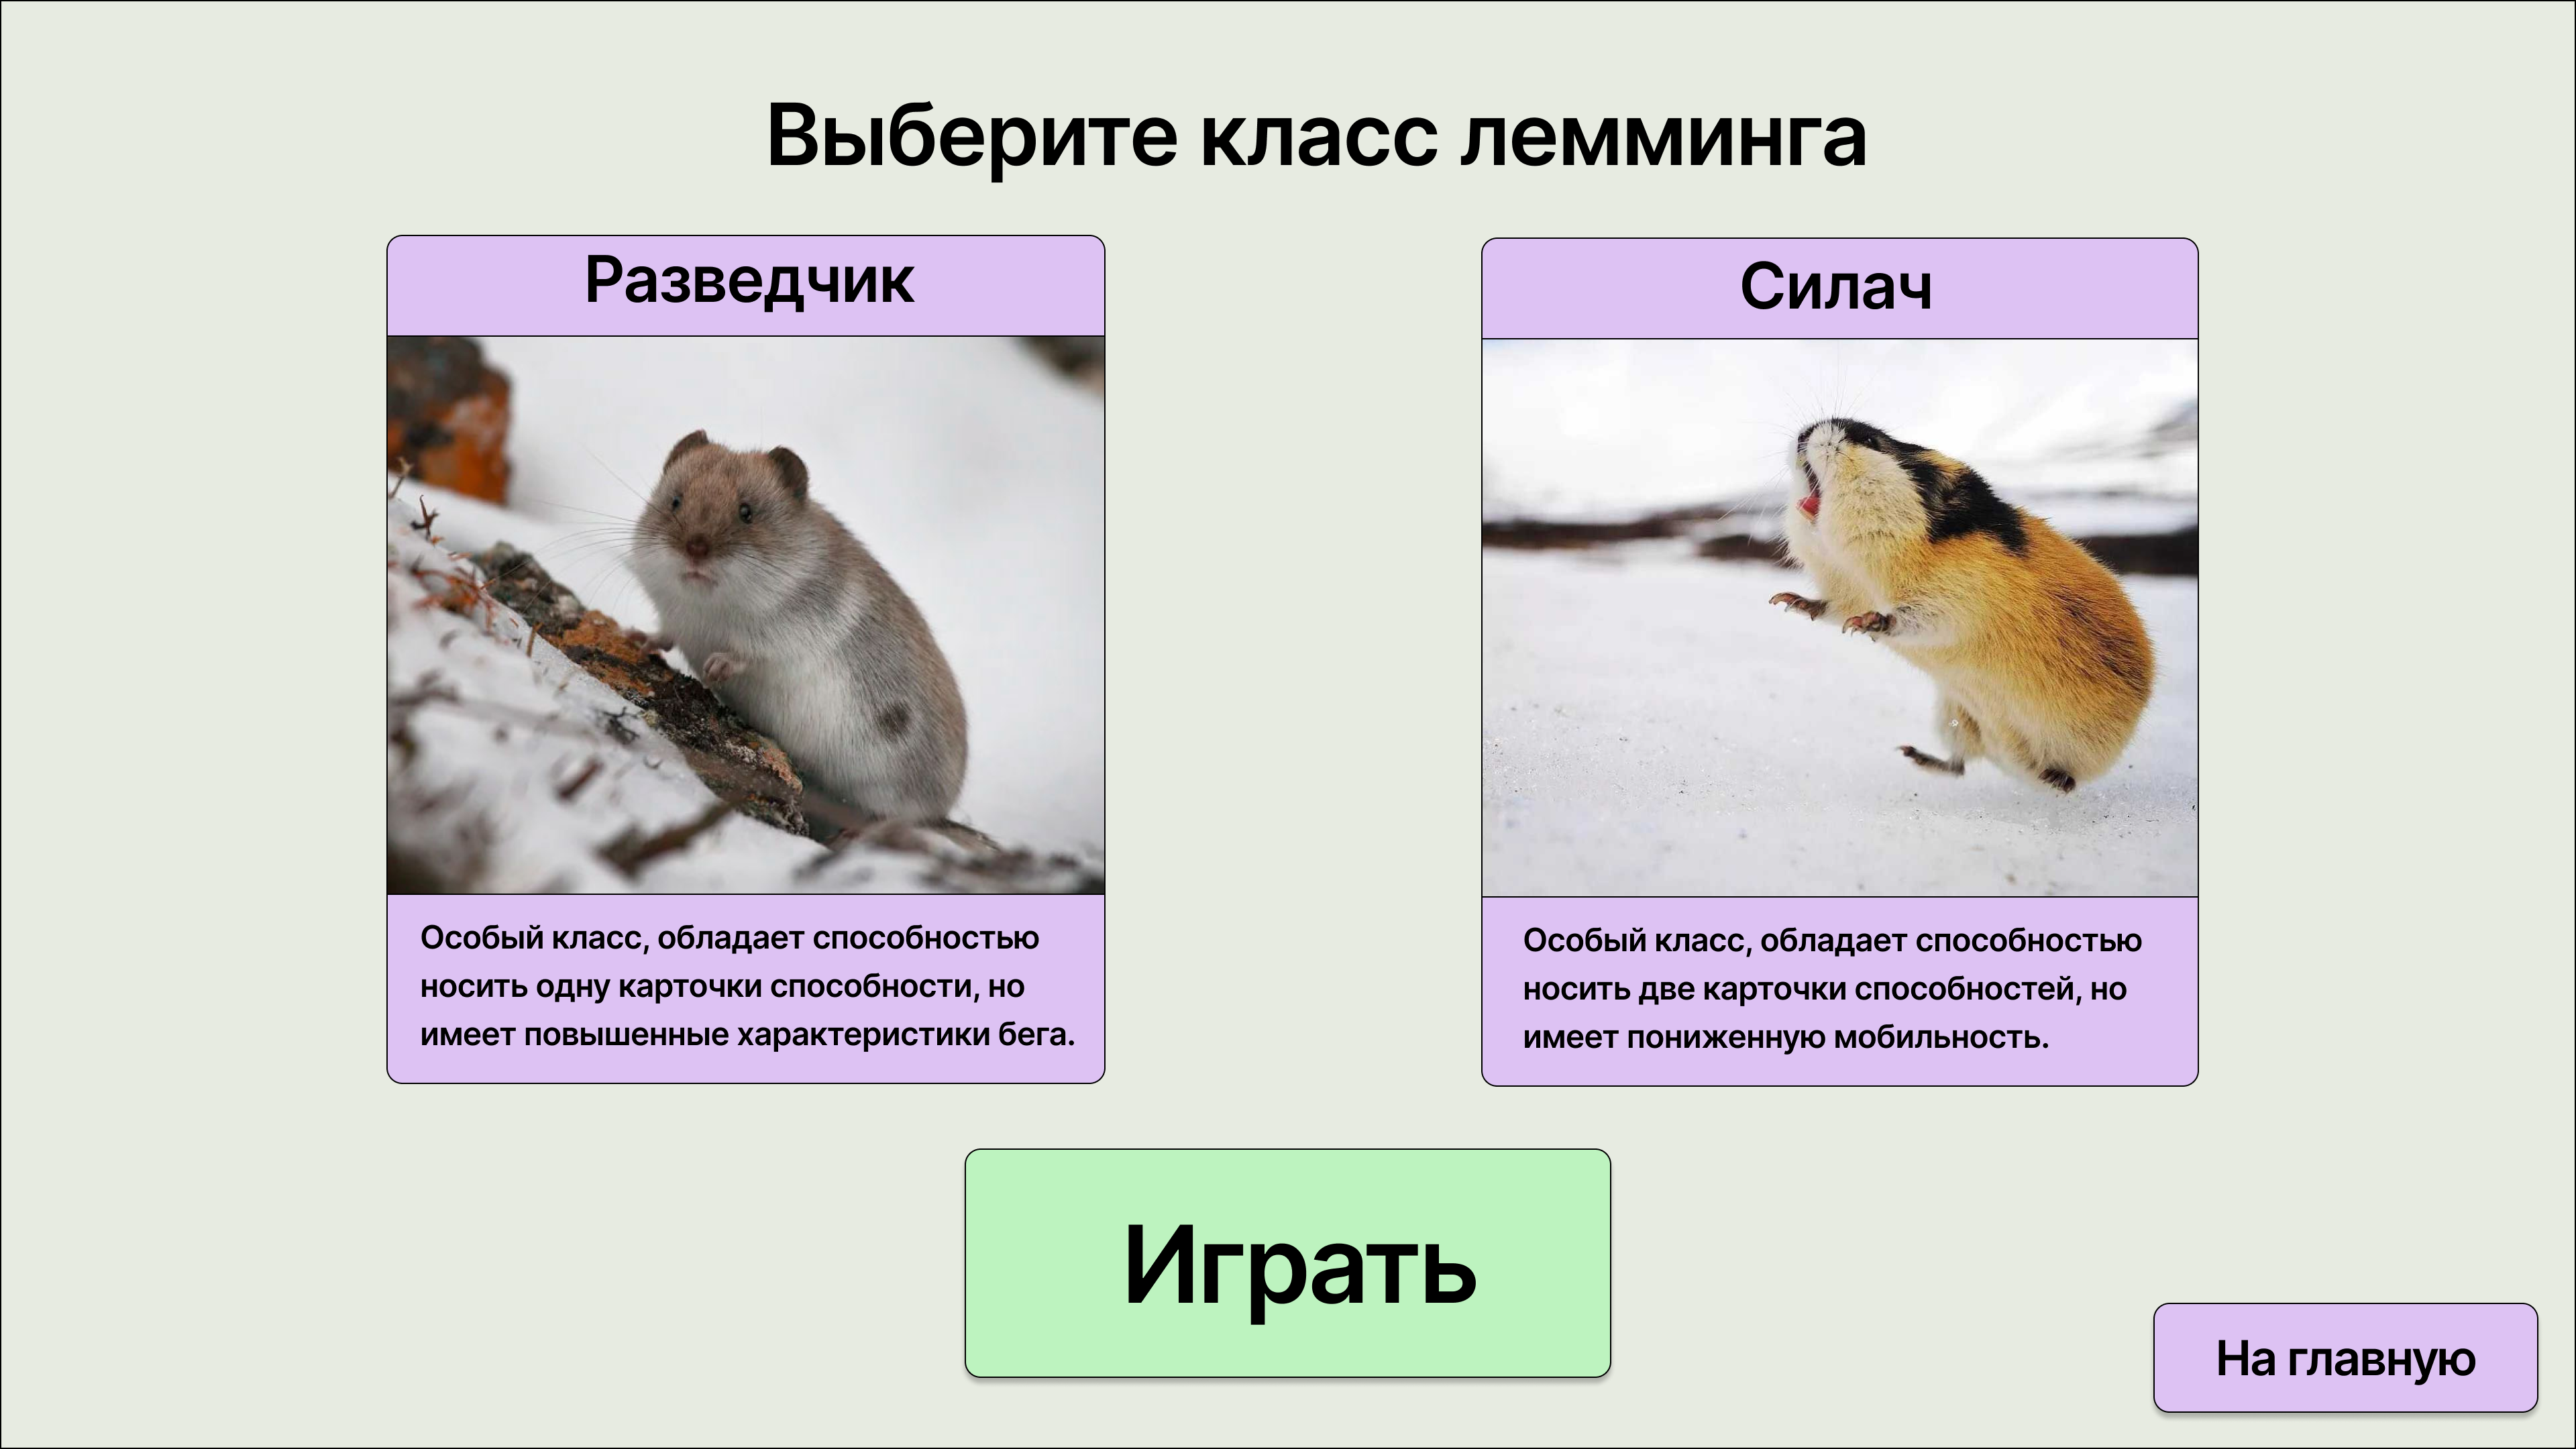 Выберите класс лемминга
Разведчик
Силач
Особый класс, обладает способностью
носить одну карточки способности, но
имеет повышенные характеристики бега.
Особый класс, обладает способностью
носить две карточки способностей, но
имеет пониженную мобильность.
Играть
На главную